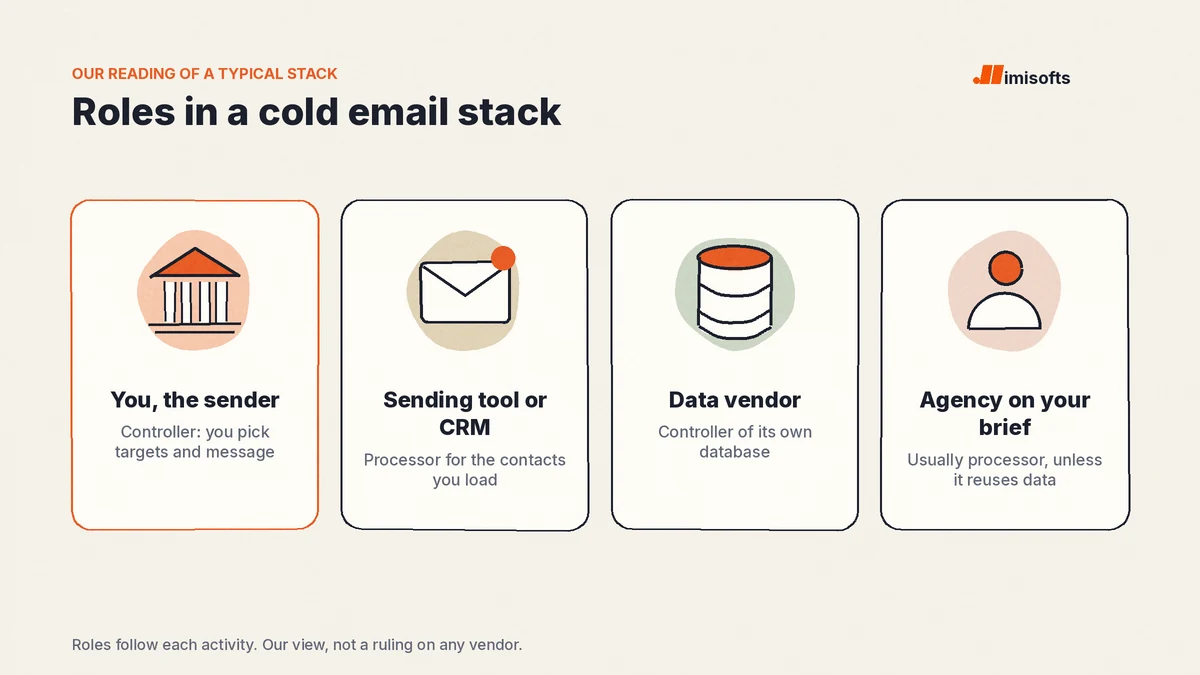 OUR READING OF A TYPICAL STACK
Roles in a cold email stack
imisofts
You, the sender
Controller: you pick
targets and message
Sending tool or
CRM
Processor for the contacts
you load
Data vendor
Controller of its own
database
Agency on your
brief
Usually processor, unless
it reuses data
Roles follow each activity. Our view, not a ruling on any vendor.